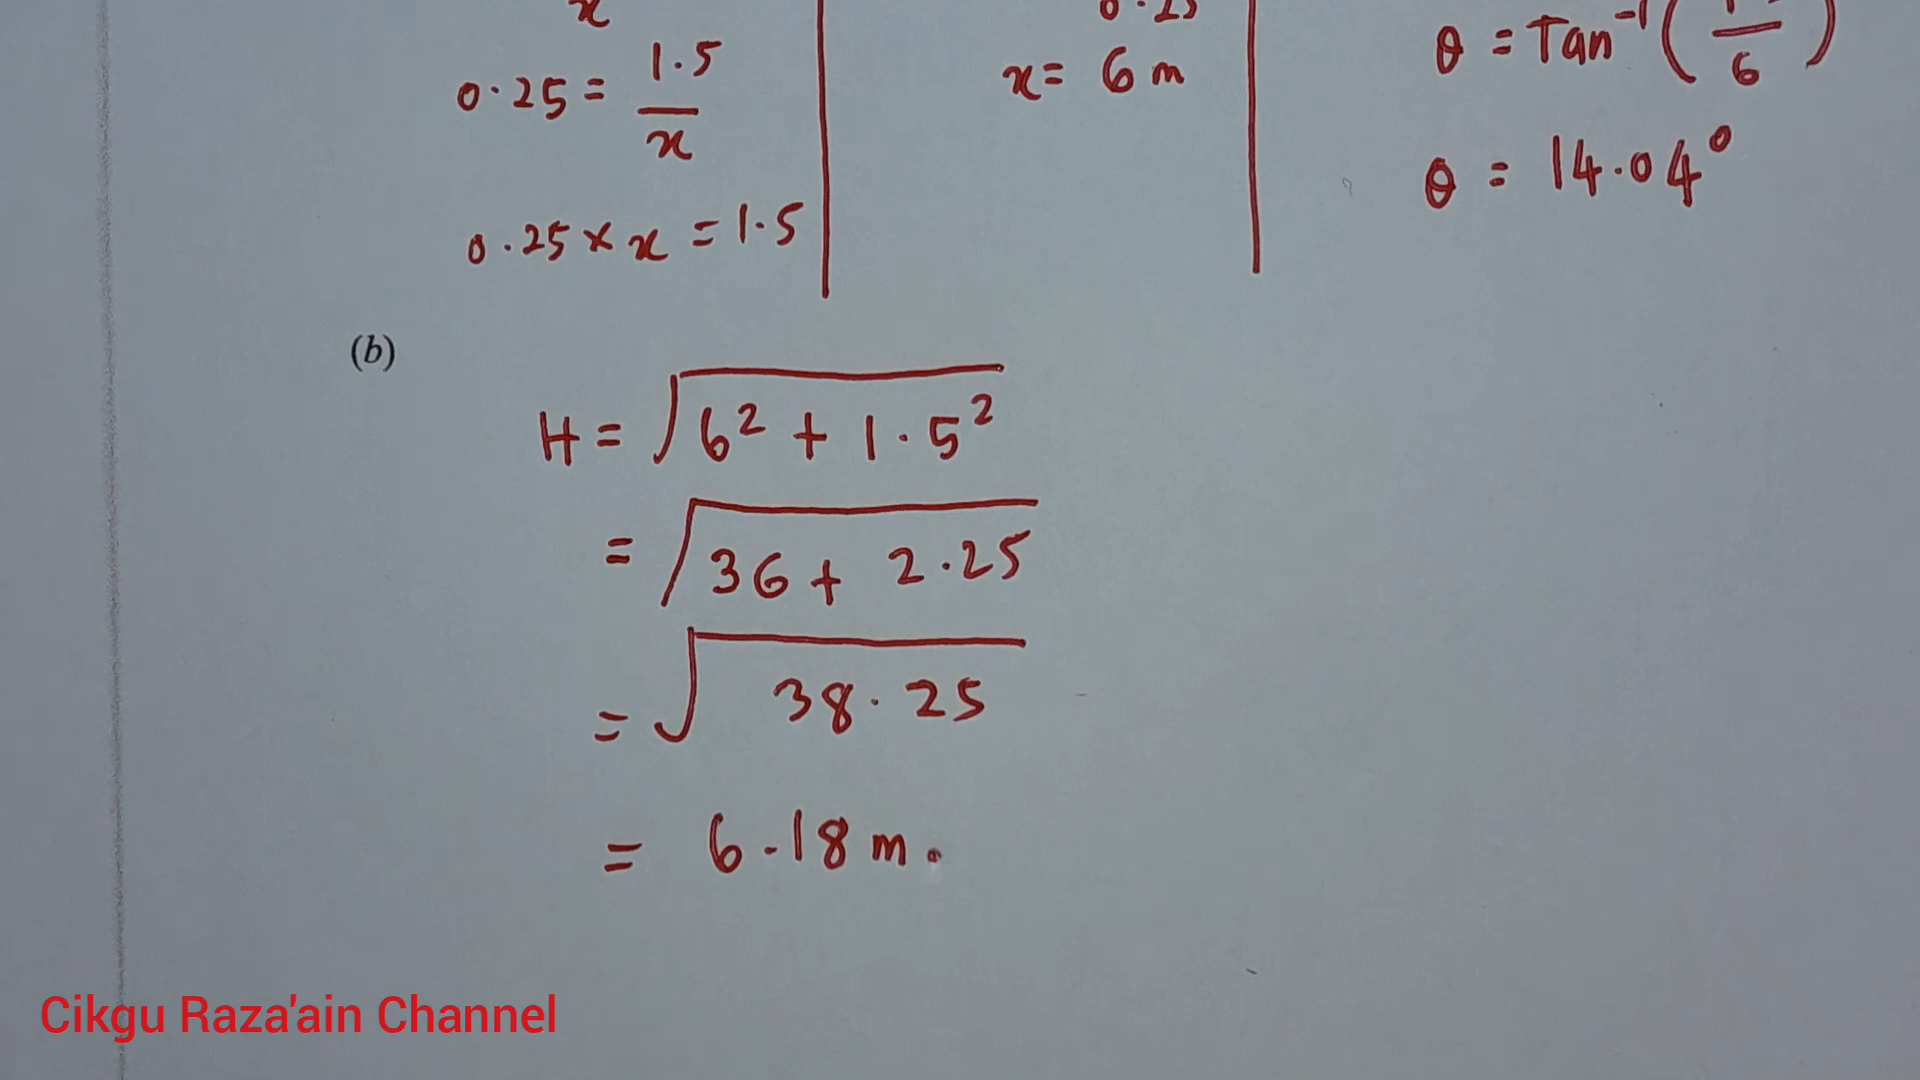 x
0.25 = 1.5
x
0.25 × x = 1.5
x = 6 m
θ = Tan⁻¹( 6 )
θ = 14.04°
(b)
H = √6² + 1.5²
= √36 + 2.25
= √38.25
= 6.18 m.
Cikgu Raza'ain Channel